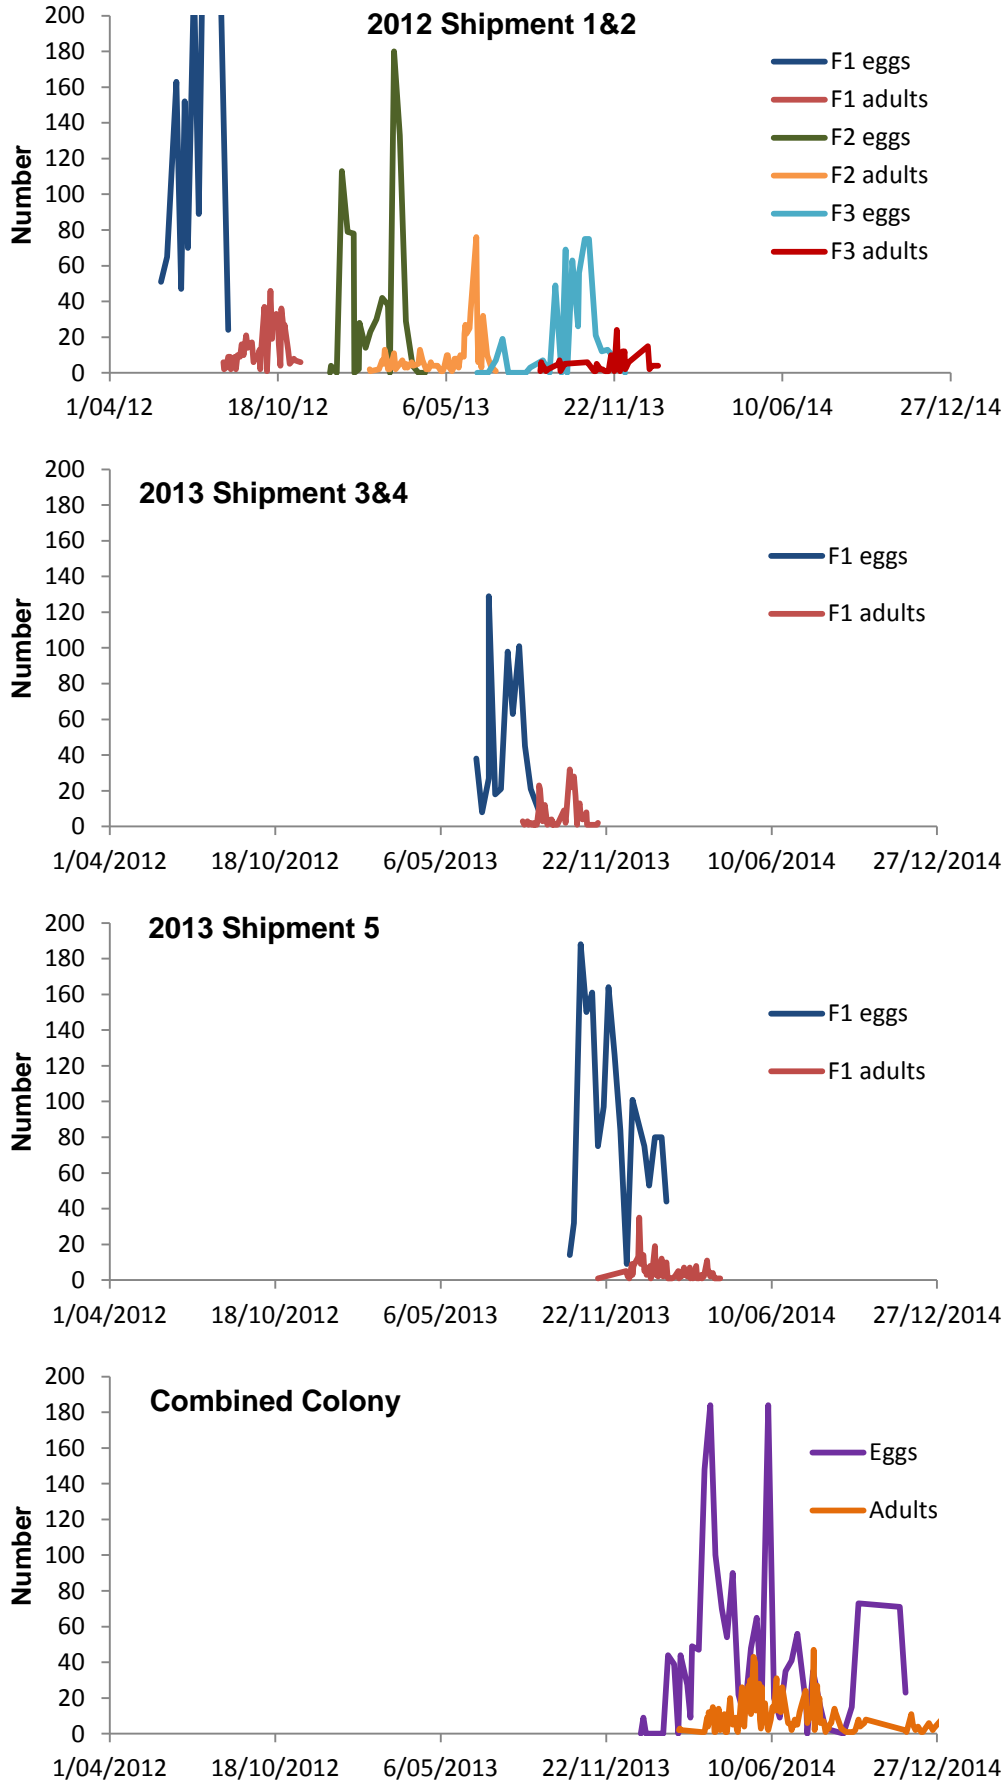 2012 Shipment 1&2
200
180
160
140
120
100
80
60
40
20
0
Number
F1 eggs
F1 adults
F2 eggs
F2 adults
F3 eggs
F3 adults
1/04/12 18/10/12 6/05/13 22/11/13 10/06/14 27/12/14
2013 Shipment 3&4
200
180
160
140
120
100
80
60
40
20
0
Number
F1 eggs
F1 adults
1/04/2012 18/10/2012 6/05/2013 22/11/2013 10/06/2014 27/12/2014
2013 Shipment 5
200
180
160
140
120
100
80
60
40
20
0
Number
F1 eggs
F1 adults
1/04/2012 18/10/2012 6/05/2013 22/11/2013 10/06/2014 27/12/2014
Combined Colony
200
180
160
140
120
100
80
60
40
20
0
Number
Eggs
Adults
1/04/2012 18/10/2012 6/05/2013 22/11/2013 10/06/2014 27/12/2014